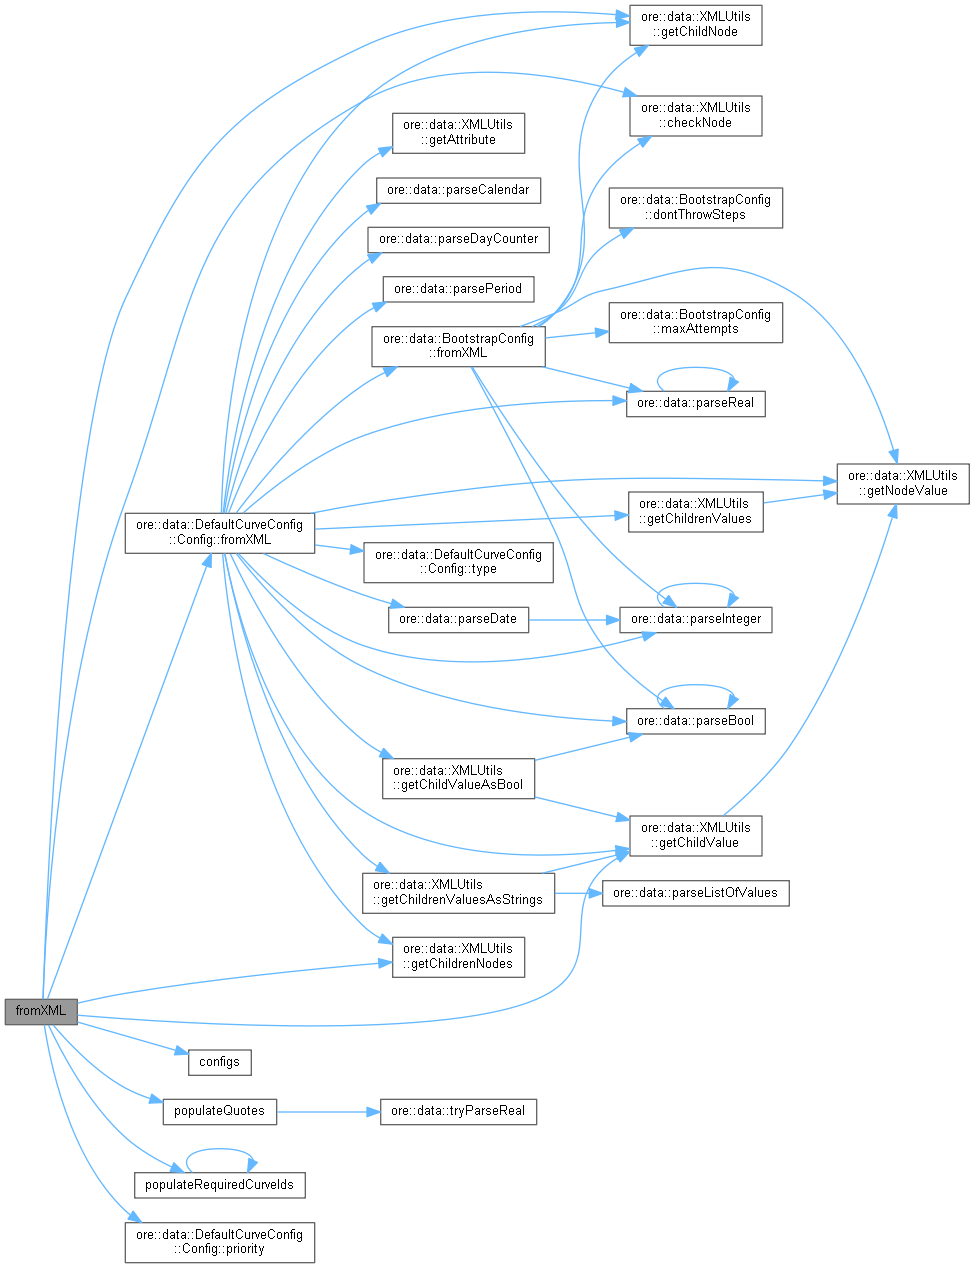 ore::data::XMLUtils
::getChildNode
ore::data::XMLUtils
::checkNode
ore::data::XMLUtils
::getAttribute
ore::data::parseCalendar
ore::data::BootstrapConfig
::dontThrowSteps
ore::data::parseDayCounter
ore::data::parsePeriod
ore::data::BootstrapConfig
::maxAttempts
ore::data::BootstrapConfig
::fromXML
ore::data::parseReal
ore::data::XMLUtils
::getNodeValue
ore::data::XMLUtils
::getChildrenValues
ore::data::DefaultCurveConfig
::Config::fromXML
ore::data::DefaultCurveConfig
::Config::type
ore::data::parseDate
ore::data::parseInteger
ore::data::parseBool
ore::data::XMLUtils
::getChildValueAsBool
ore::data::XMLUtils
::getChildValue
ore::data::XMLUtils
::getChildrenValuesAsStrings
ore::data::parseListOfValues
ore::data::XMLUtils
::getChildrenNodes
fromXML
configs
populateQuotes
ore::data::tryParseReal
populateRequiredCurveIds
ore::data::DefaultCurveConfig
::Config::priority